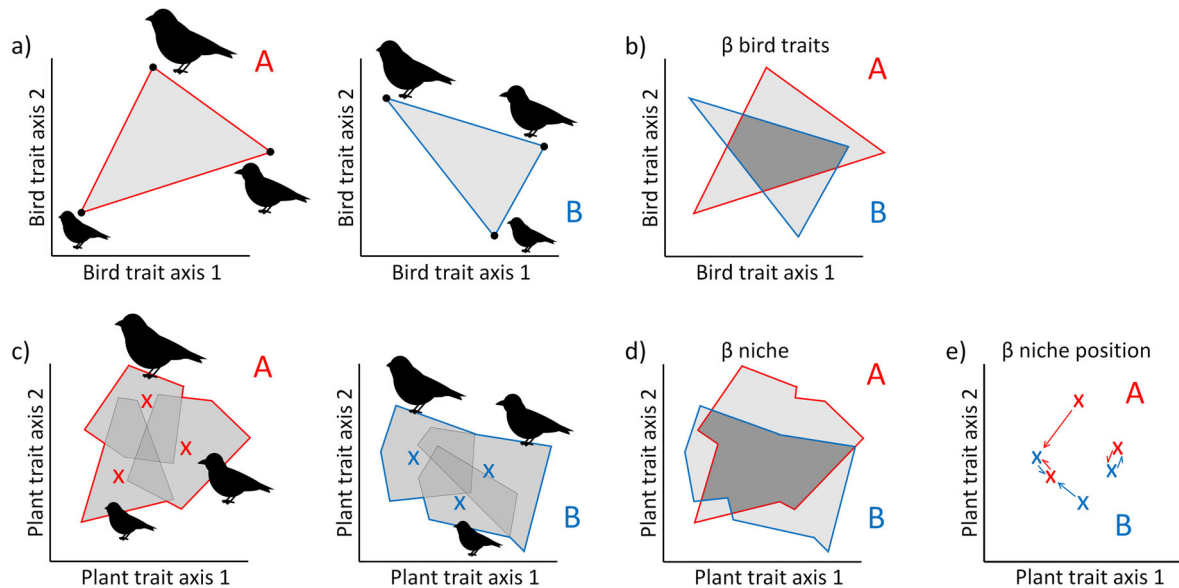 a)
A
Bird trait axis 2
Bird trait axis 1
B
Bird trait axis 2
Bird trait axis 1
b)
β bird traits
A
B
Bird trait axis 2
Bird trait axis 1
c)
A
X
X
X
Plant trait axis 2
Plant trait axis 1
X
X
X
B
Plant trait axis 2
Plant trait axis 1
d)
β niche
A
B
Plant trait axis 2
Plant trait axis 1
e)
β niche position
X
A
X
X
X
X
X
B
Plant trait axis 2
Plant trait axis 1